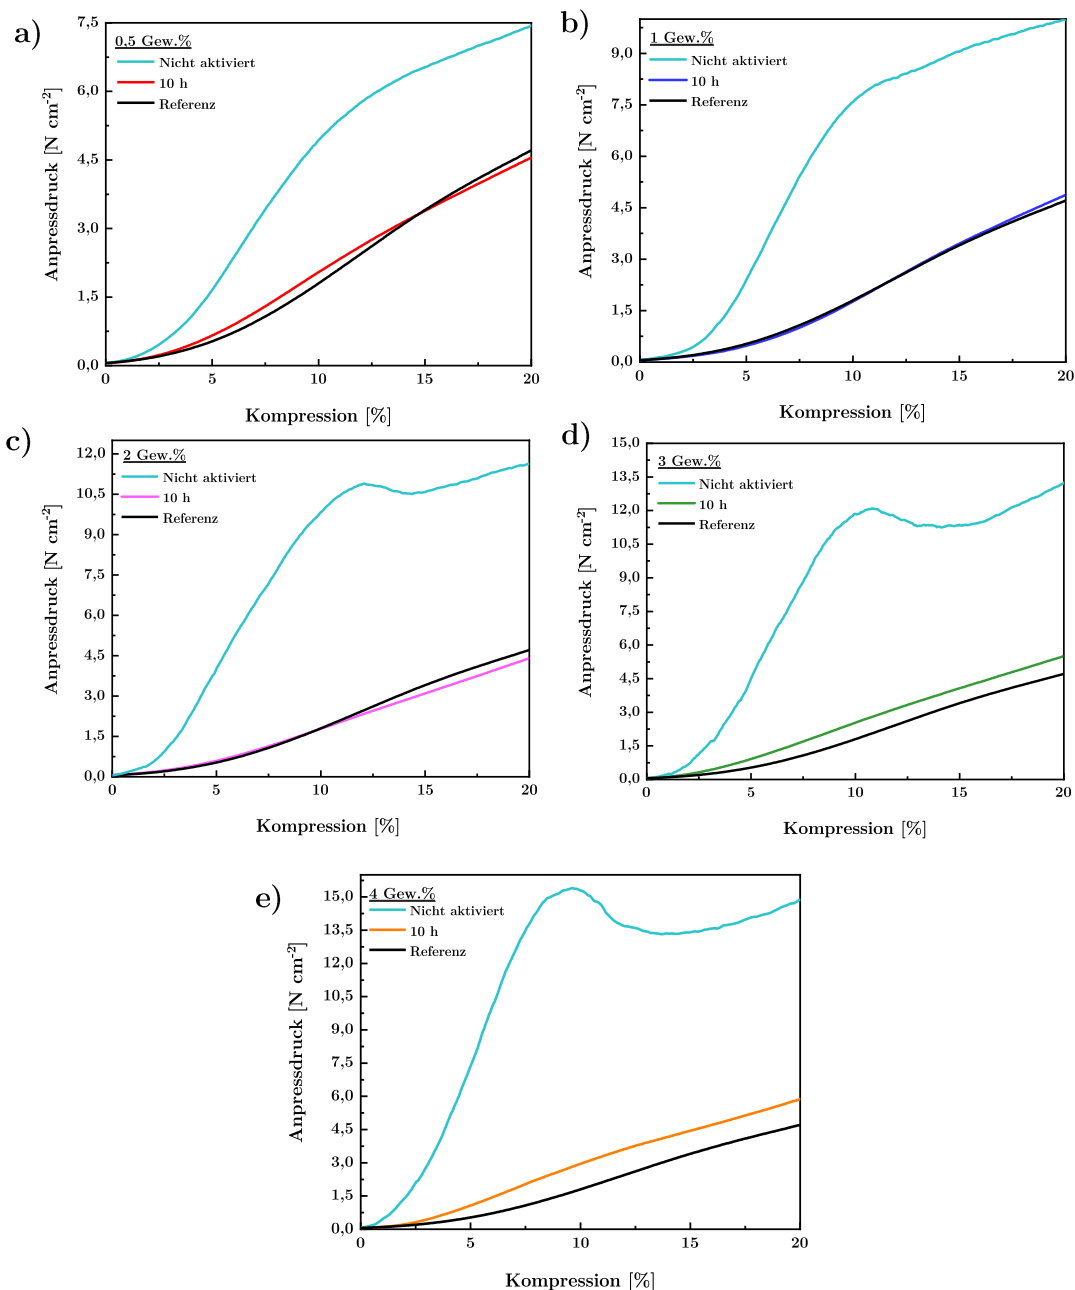 a)
0,5 Gew.%
Nicht aktiviert
10 h
Referenz
Anpressdruck [N cm-2]
7,5
6,0
4,5
3,0
1,5
0,0
0 5 10 15 20
Kompression [%]
b)
1 Gew.%
Nicht aktiviert
10 h
Referenz
Anpressdruck [N cm-2]
9,0
7,5
6,0
4,5
3,0
1,5
0,0
0 5 10 15 20
Kompression [%]
c)
2 Gew.%
Nicht aktiviert
10 h
Referenz
Anpressdruck [N cm-2]
12,0
10,5
9,0
7,5
6,0
4,5
3,0
1,5
0,0
0 5 10 15 20
Kompression [%]
d)
3 Gew.%
Nicht aktiviert
10 h
Referenz
Anpressdruck [N cm-2]
15,0
13,5
12,0
10,5
9,0
7,5
6,0
4,5
3,0
1,5
0,0
0 5 10 15 20
Kompression [%]
e)
4 Gew.%
Nicht aktiviert
10 h
Referenz
Anpressdruck [N cm-2]
15,0
13,5
12,0
10,5
9,0
7,5
6,0
4,5
3,0
1,5
0,0
0 5 10 15 20
Kompression [%]